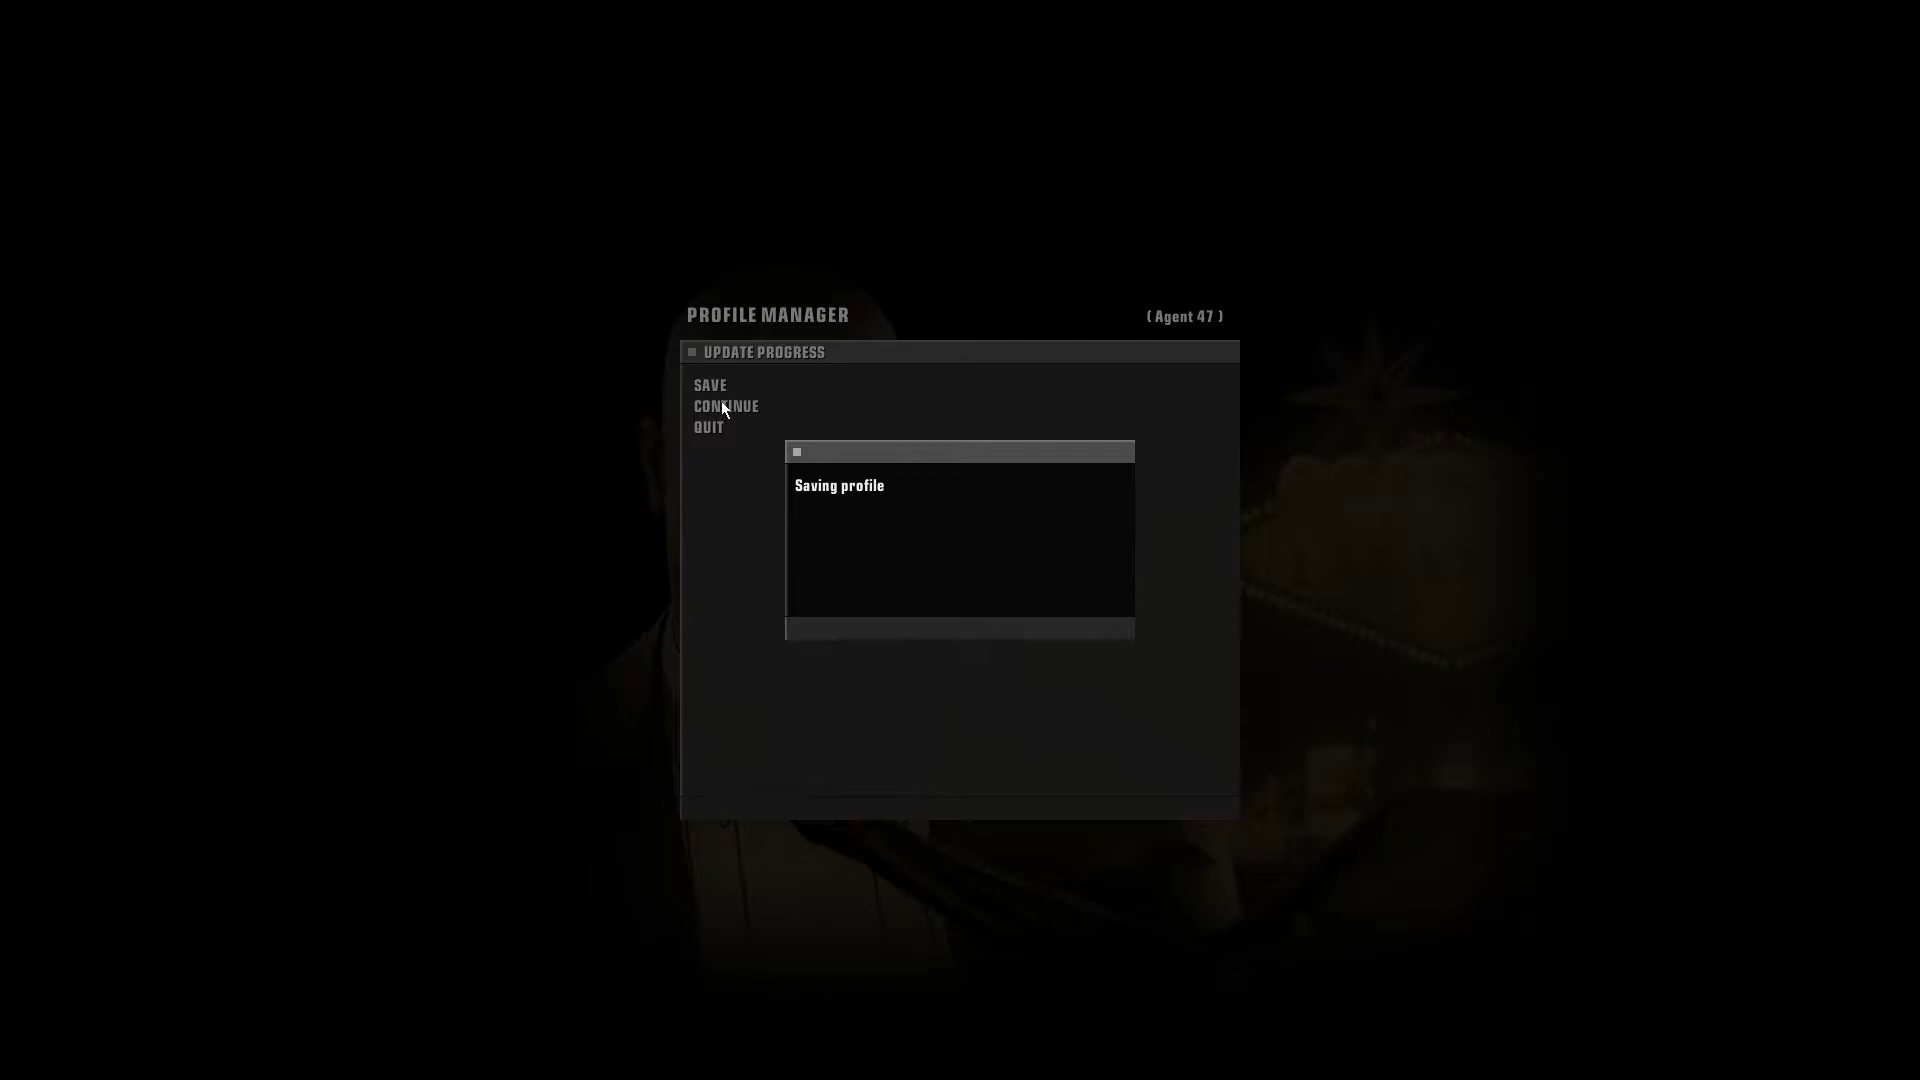 PROFILE MANAGER
( Agent 47 )
UPDATE PROGRESS
SAVE
CONTINUE
QUIT
Saving profile